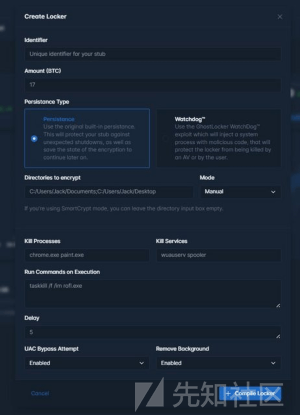 Create Locker
×
Identifier
Unique identifier for your stub
Amount (BTC)
17
Persistance Type
Persistance
Use the original built in persistance.
This will protect your stub against
unexpected shutdowns, as well as
save the state of the encryption to
continue later on.
Watchdog™
Use the GhostLocker WatchDog™
exploit which will inject a system
process with malicious code, that will
protect the locker from being killed by
an AV or by the user.
Directories to encrypt
C:/Users/Jack/Documents;C:/Users/Jack/Desktop
Mode
Manual
If you're using SmartCrypt mode, you can leave the directory input box empty.
Kill Processes
chrome.exe paint.exe
Kill Services
wuauserv spooler
Run Commands on Execution
taskkill /f /im nsfl.exe
Delay
5
UAC Bypass Attempt
Enabled
Remove Background
Enabled
Cancel
+ Compile Locker
先知社区